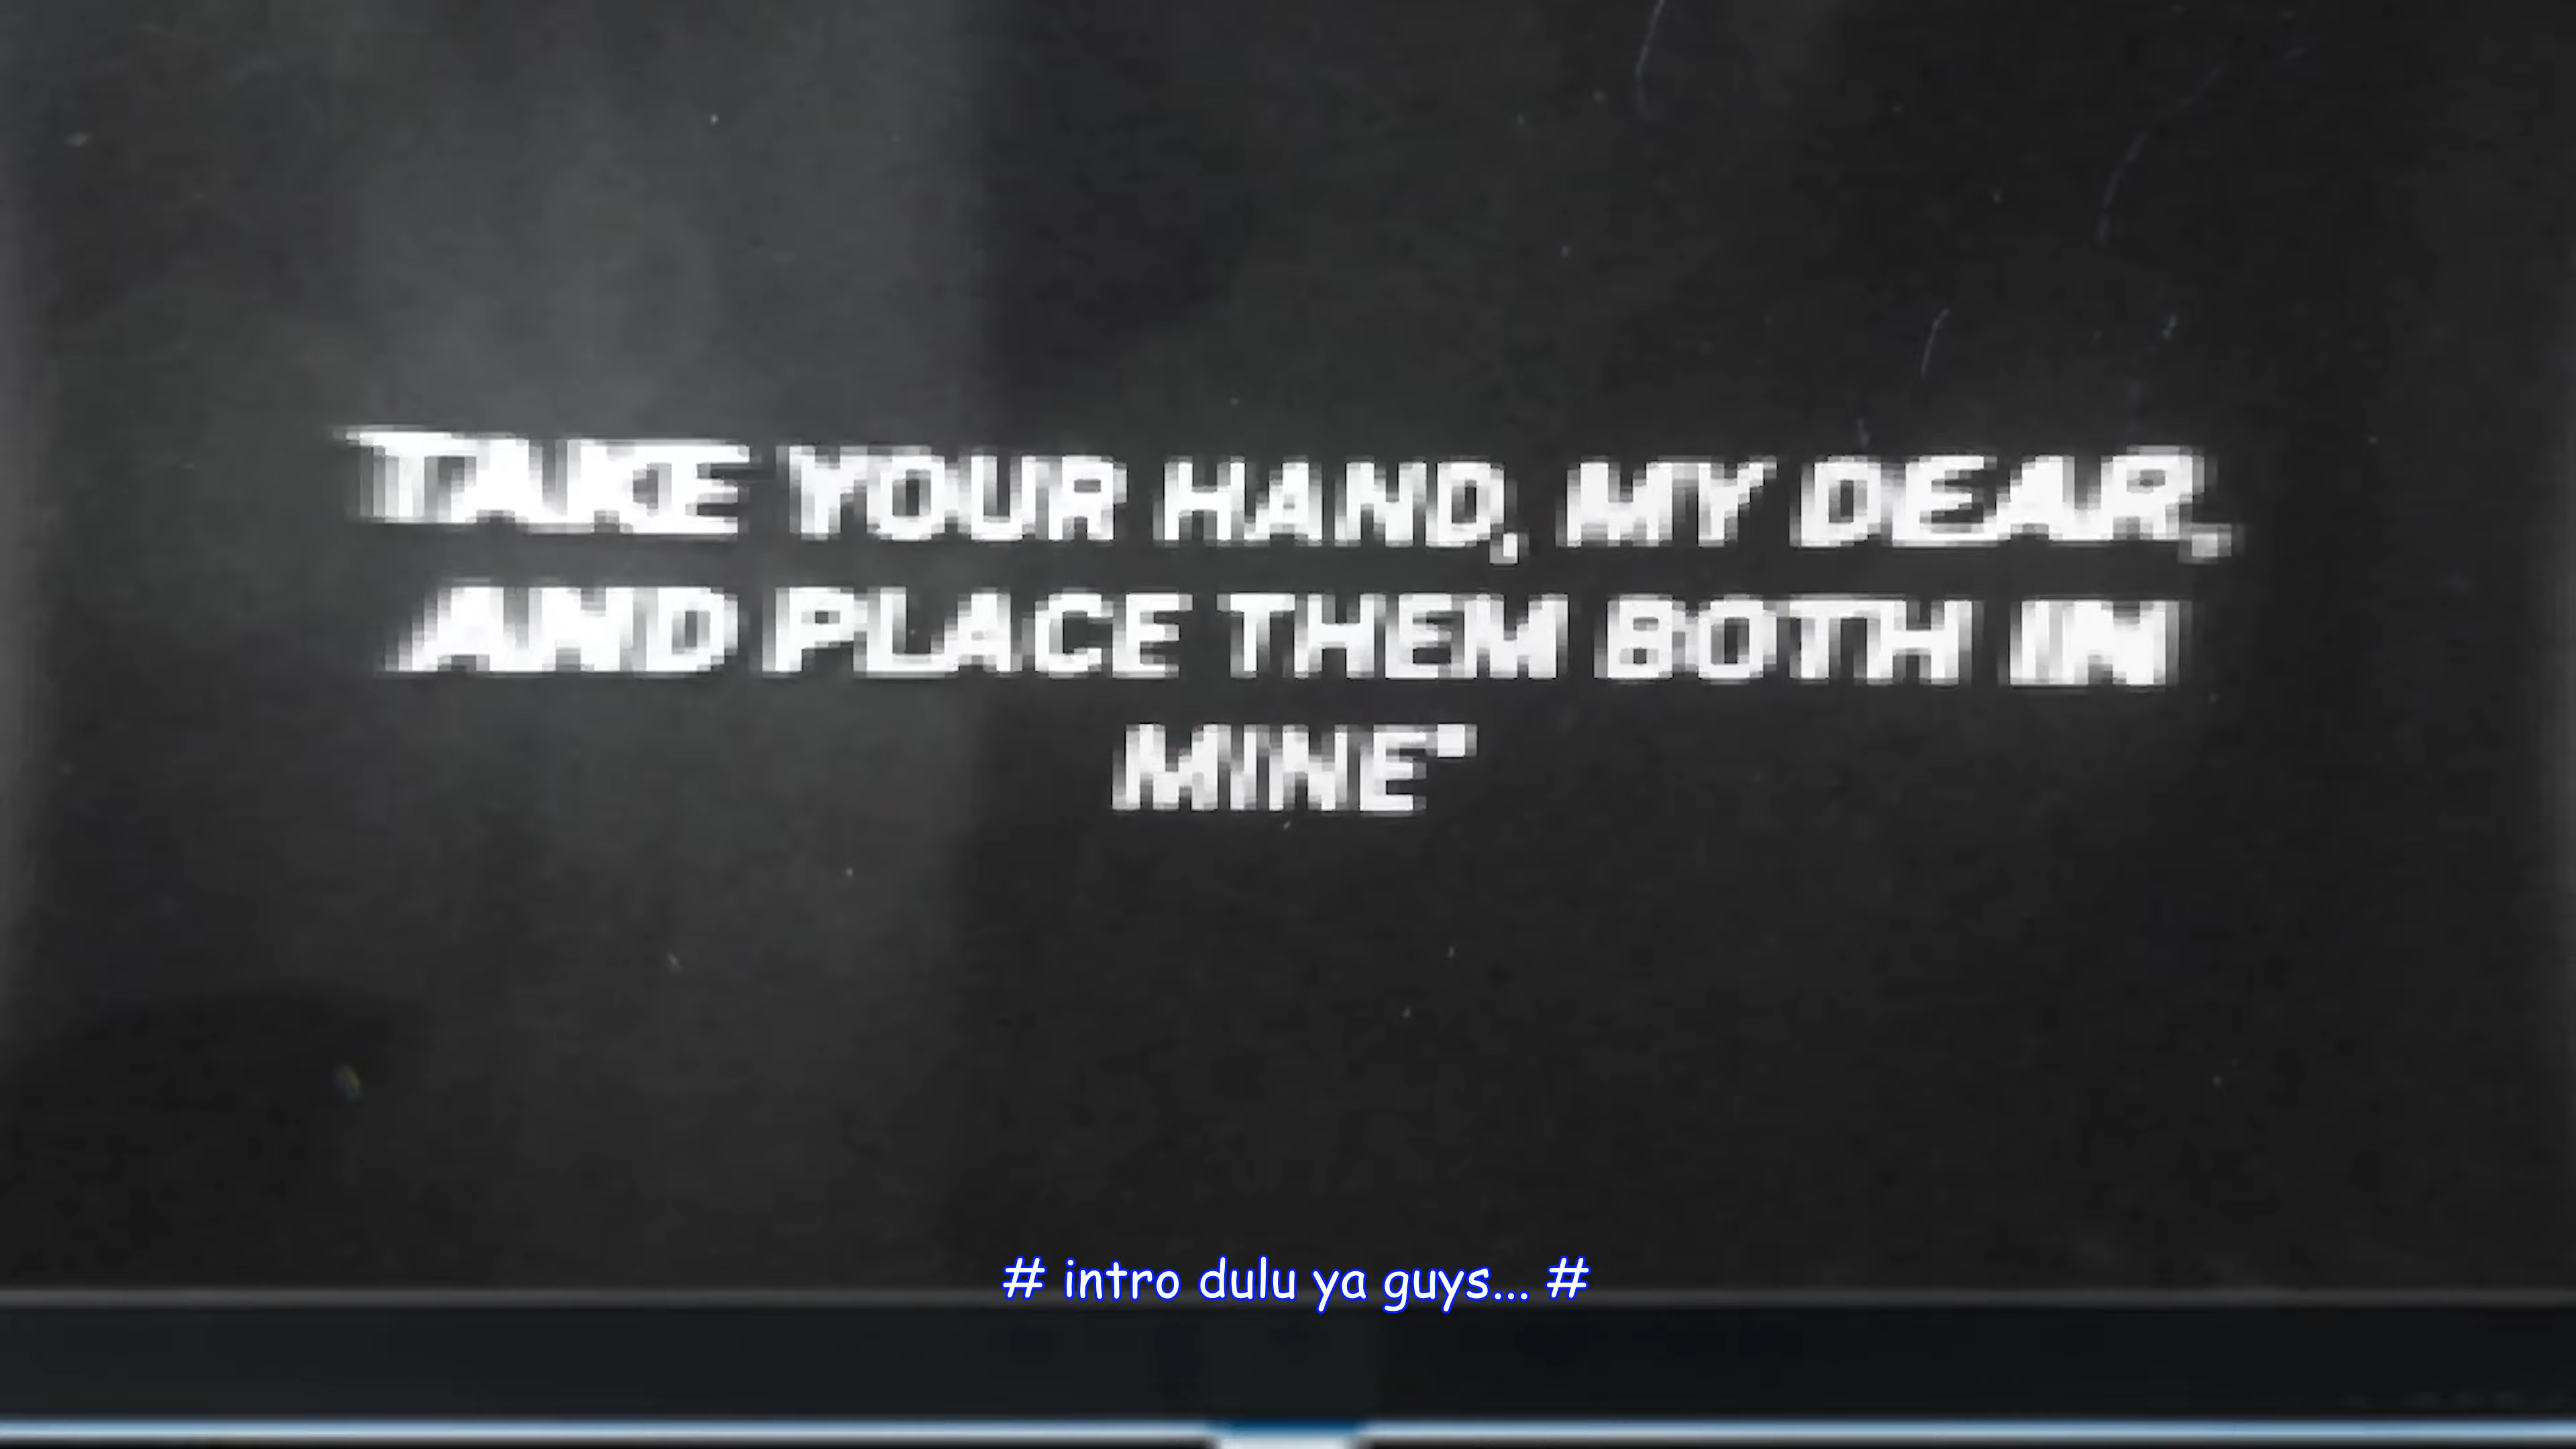 TAKE YOUR HAND, MY DEAR,
AND PLACE THEM BOTH IN
MINE"
# intro dulu ya guys... #